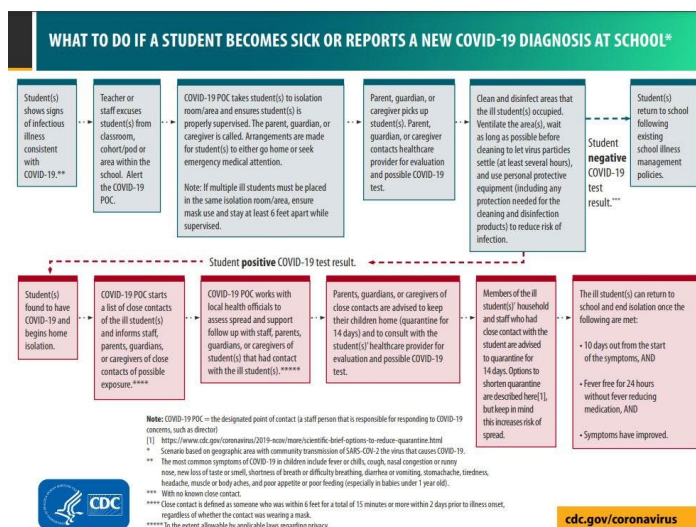 WHAT TO DO IF A STUDENT BECOMES SICK OR REPORTS A NEW COVID-19 DIAGNOSIS AT SCHOOL*
Student(s)
shows signs
of infectious
illness
consistent
with
COVID-19.**
Teacher or
staff excuses
student(s) from
classroom,
cohort/pod or
area within the
school. Alert
the COVID-19
POC.
COVID-19 POC takes student(s) to isolation
room/area and ensures student(s) is
properly supervised. The parent, guardian, or
caregiver is called. Arrangements are made
for student(s) to either go home or seek
emergency medical attention.
Note: If multiple ill students must be placed
in the same isolation room/area, ensure
mask use and stay at least 6 feet apart while
supervised.
Parent, guardian, or
caregiver picks up
student(s). Parent,
guardian, or caregiver
contacts healthcare
provider for evaluation
and possible COVID-19
test.
Clean and disinfect areas that
the ill student(s) occupied.
Ventilate the area(s), wait
as long as possible before
cleaning to let virus particles
settle (at least several hours),
and use personal protective
equipment (including any
protection needed for the
cleaning and disinfection
products) to reduce risk of
infection.
Student
negative
COVID-19
test
result.***
Student(s)
return to school
following
existing
school illness
management
policies.
Student positive COVID-19 test result.
Student(s)
found to have
COVID-19 and
begins home
isolation.
COVID-19 POC starts
a list of close contacts
of the ill student(s)
and informs staff,
parents, guardians,
or caregivers of close
contacts of possible
exposure.****
COVID-19 POC works with
local health officials to
assess spread and support
follow up with staff, parents,
guardians, or caregivers of
student(s) that had contact
with the ill student(s).*****
Parents, guardians, or caregivers of
close contacts are advised to keep
their children home (quarantine for
14 days) and to consult with the
student(s)' healthcare provider for
evaluation and possible COVID-19
test.
Members of the ill
student(s)' household
and staff who had
close contact with the
student are advised
to quarantine for
14 days. Options to
shorten quarantine
are described here[1],
but keep in mind
this increases risk of
spread.
The ill student(s) can return to
school and end isolation once the
following are met:
• 10 days out from the start
of the symptoms, AND
• Fever free for 24 hours
without fever reducing
medication, AND
• Symptoms have improved.
Note: COVID-19 POC = the designated point of contact (a staff person that is responsible for responding to COVID-19
concerns, such as director)
[1] https://www.cdc.gov/coronavirus/2019-ncov/more/scientific-brief-options-to-reduce-quarantine.html
* Scenario based on geographic area with community transmission of SARS-COV-2 the virus that causes COVID-19.
** The most common symptoms of COVID-19 in children include fever or chills, cough, nasal congestion or runny
nose, new loss of taste or smell, shortness of breath or difficulty breathing, diarrhea or vomiting, stomachache, tiredness,
headache, muscle or body aches, and poor appetite or poor feeding (especially in babies under 1 year old).
*** With no known close contact.
**** Close contact is defined as someone who was within 6 feet for a total of 15 minutes or more within 2 days prior to illness onset,
regardless of whether the contact was wearing a mask.
***** To the extent allowable by applicable laws regarding privacy.
CDC
cdc.gov/coronavirus